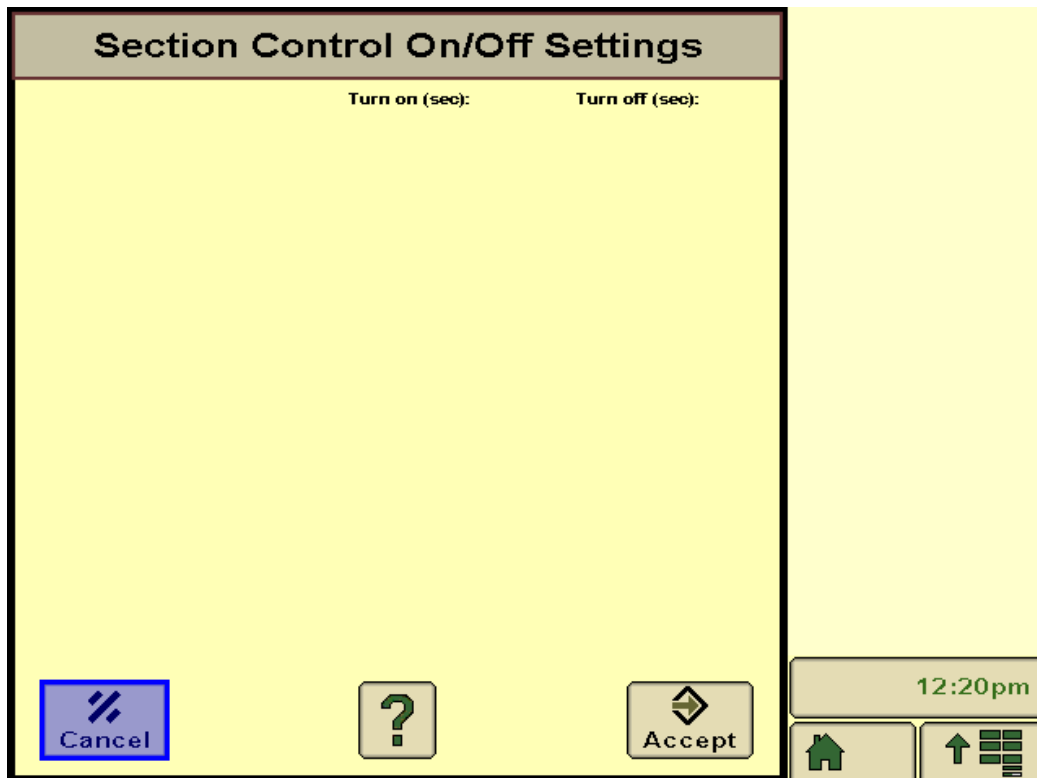 Section Control On/Off Settings
Turn on (sec): Turn off (sec):
Cancel ? Accept
12:20pm